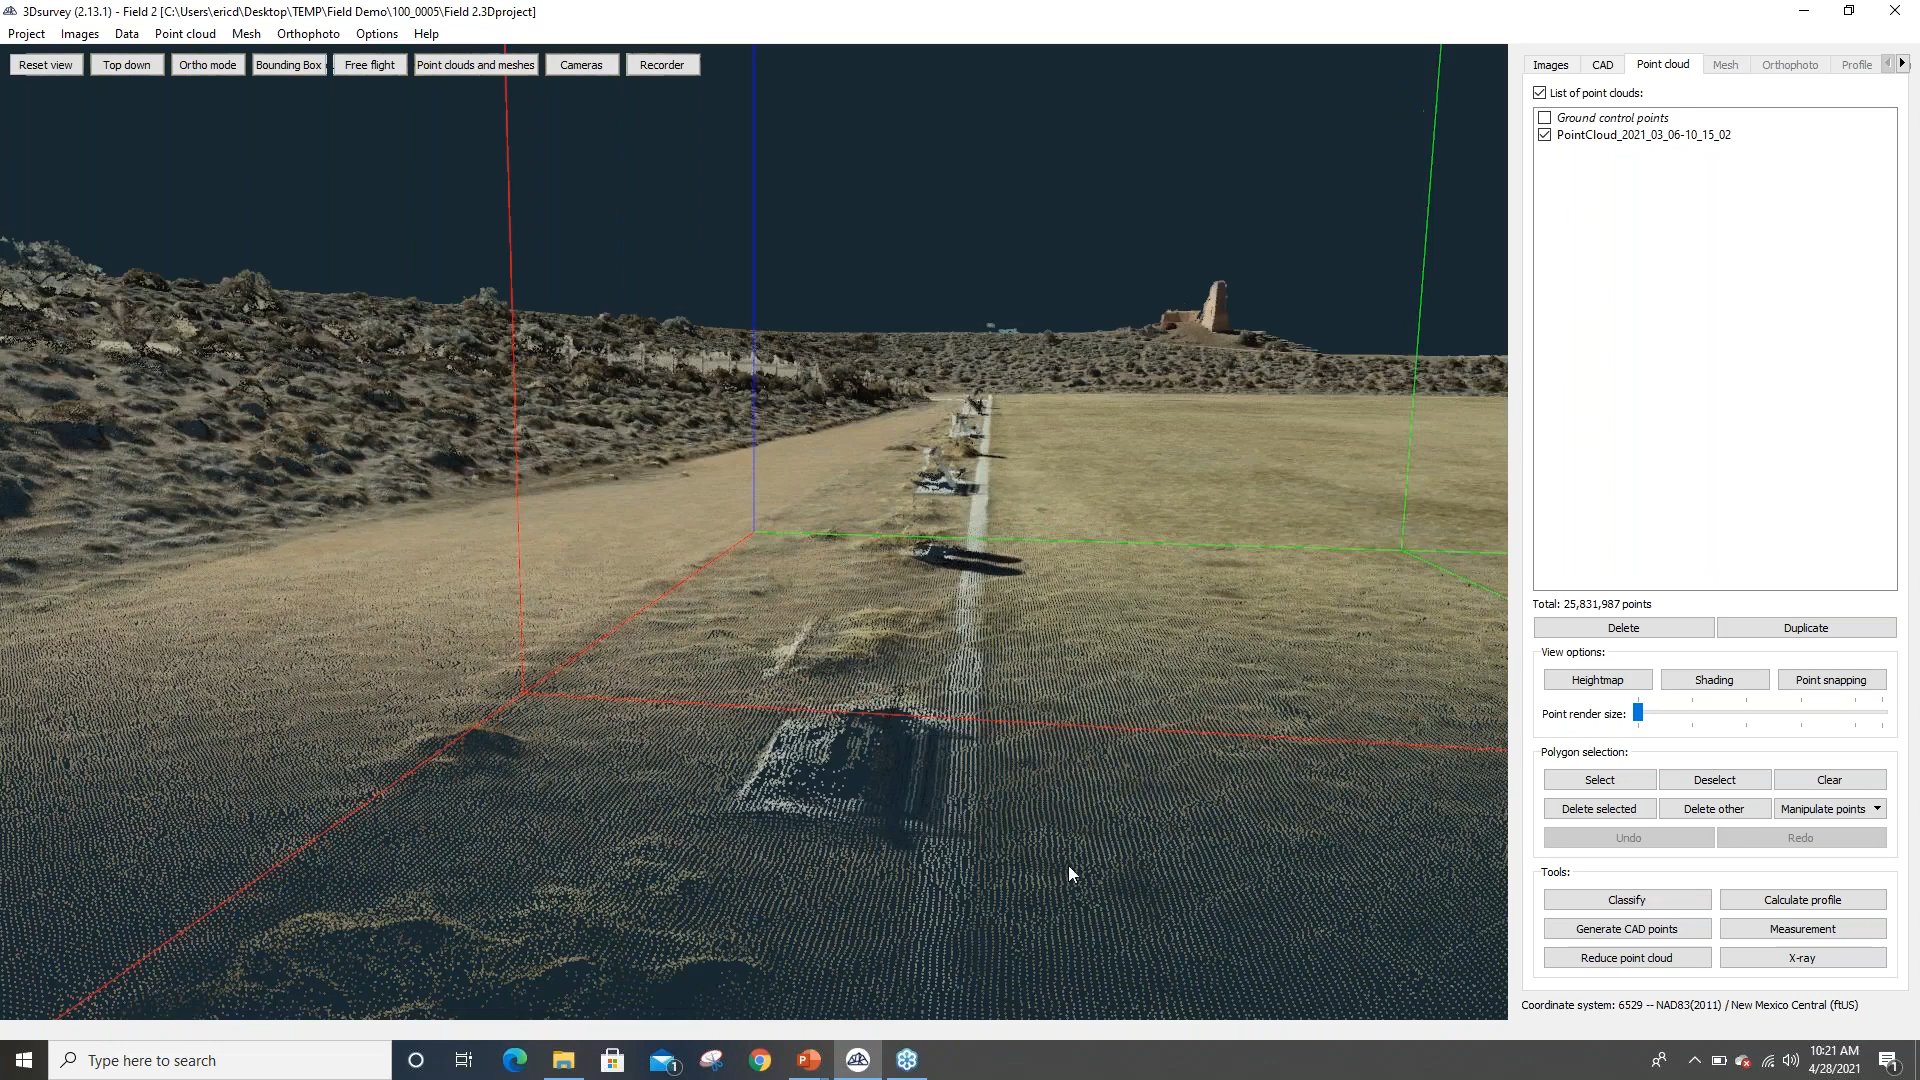 3Dsurvey (2.13.1) - Field 2 [C:\Users\ericd\Desktop\TEMP\Field Demo\100_0005\Field 2.3Dproject]
Project Images Data Point cloud Mesh Orthophoto Options Help
Reset view Top down Ortho mode Bounding Box Free flight Point clouds and meshes Cameras Recorder
Images CAD Point cloud Mesh Orthophoto Profile
List of point clouds:
Ground control points
PointCloud_2021_03_06-10_15_02
Total: 25,831,987 points
Delete Duplicate
View options:
Heightmap Shading Point snapping
Point render size:
Polygon selection:
Select Deselect Clear
Delete selected Delete other Manipulate points
Undo Redo
Tools:
Classify Calculate profile
Generate CAD points Measurement
Reduce point cloud X-ray
Coordinate system: 6529 -- NAD83(2011) / New Mexico Central (ftUS)
Type here to search
1
P
10:21 AM
4/28/2021
1